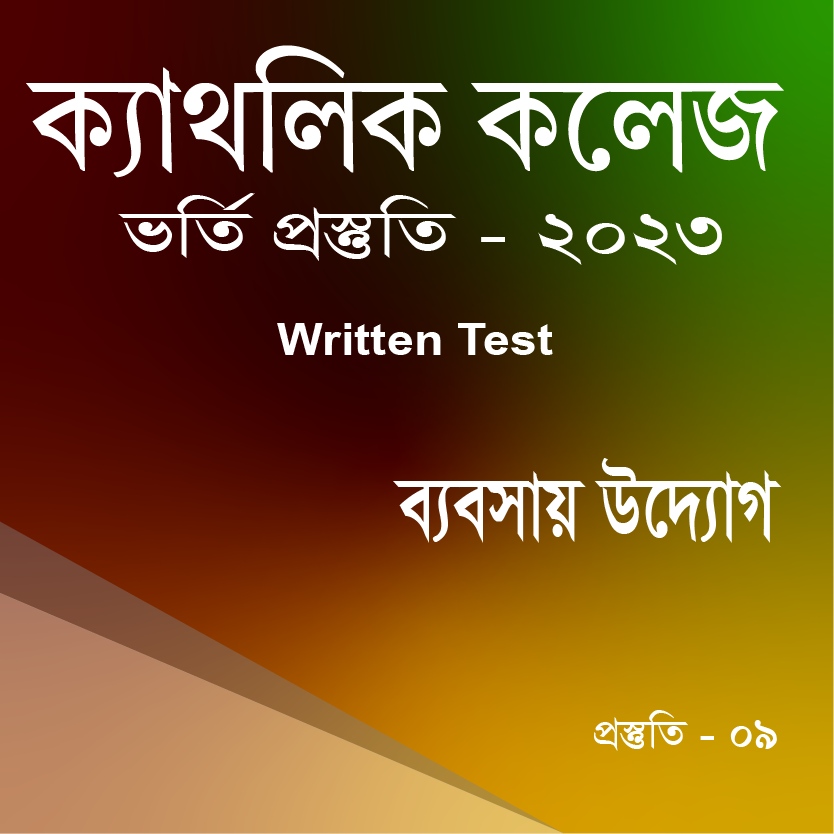 ক্যাথলিক কলেজ
ভর্তি প্রস্তুতি - ২০২৩
Written Test
ব্যবসায় উদ্যোগ
প্রস্তুতি - ০৯